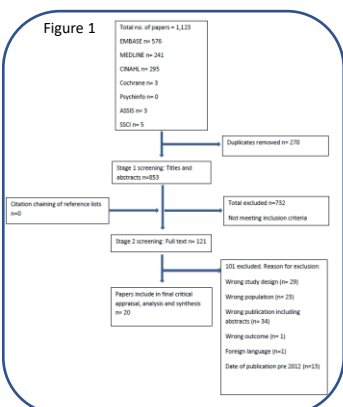 Figure 1
Total no. of papers = 1,123
EMBASE n= 576
MEDLINE n= 241
CINAHL n= 295
Cochrane n= 3
Psychinfo n= 0
ASSIS n= 3
SSCI n= 5
Duplicates removed n= 270
Stage 1 screening: Titles and
abstracts n=853
Citation chaining of reference lists
n=0
Total excluded n=732
Not meeting inclusion criteria
Stage 2 screening: Full text n= 121
101 excluded. Reason for exclusion:
Wrong study design (n= 29)
Wrong population (n= 23)
Wrong publication including
abstracts (n= 34)
Wrong outcome (n= 1)
Foreign language (n=1)
Date of publication pre 2012 (n=13)
Papers include in final critical
appraisal, analysis and synthesis
n= 20